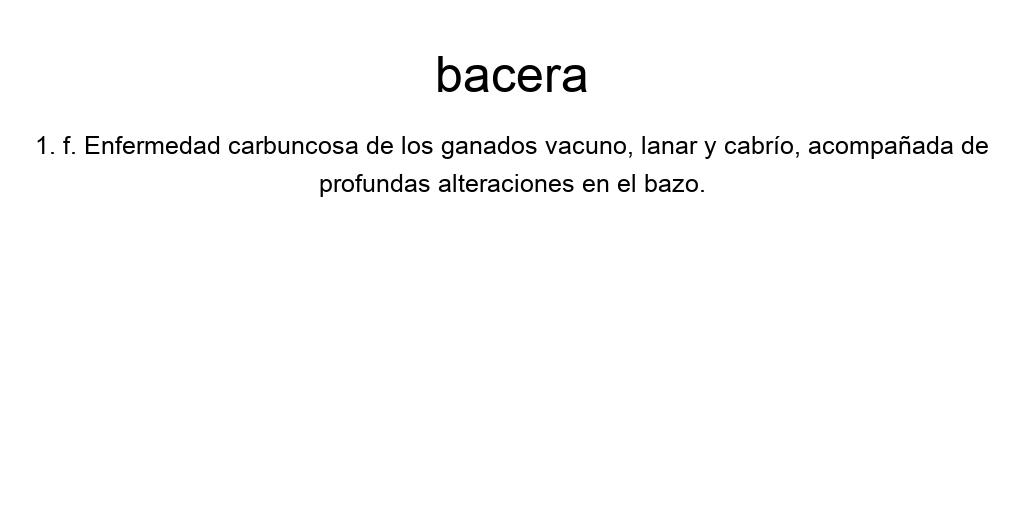 bacera
1. f. Enfermedad carbuncosa de los ganados vacuno, lanar y cabrío, acompañada de
profundas alteraciones en el bazo.